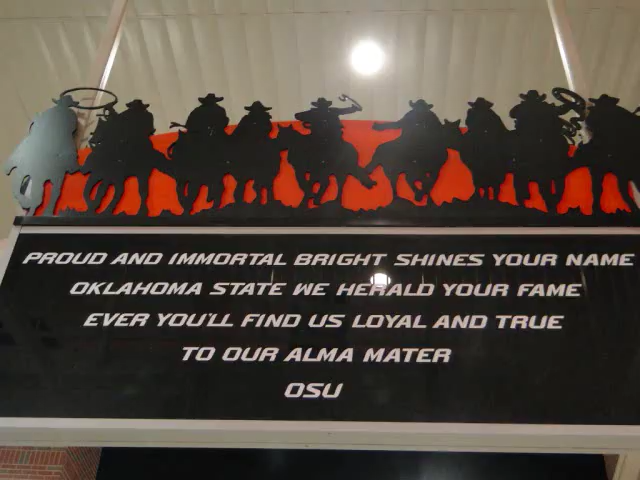 PROUD AND IMMORTAL BRIGHT SHINES YOUR NAME
OKLAHOMA STATE WE HERALD YOUR FAME
EVER YOU'LL FIND US LOYAL AND TRUE
TO OUR ALMA MATER
OSU